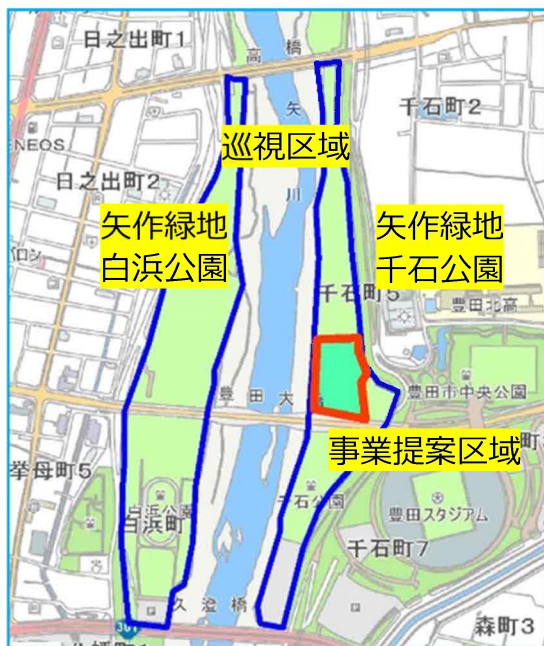 日之出町1
高橋
矢
千石町2
ENEOS
巡視区域
日之出町2
川
矢作緑地
白浜公園
矢作緑地
千石公園
千石町5
豊田北高
豊田大
豊田市中央公園
事業提案区域
挙母町5
千石公園
白浜公園
白浜町
豊田スタジアム
千石町7
久澄橋
森町3
301